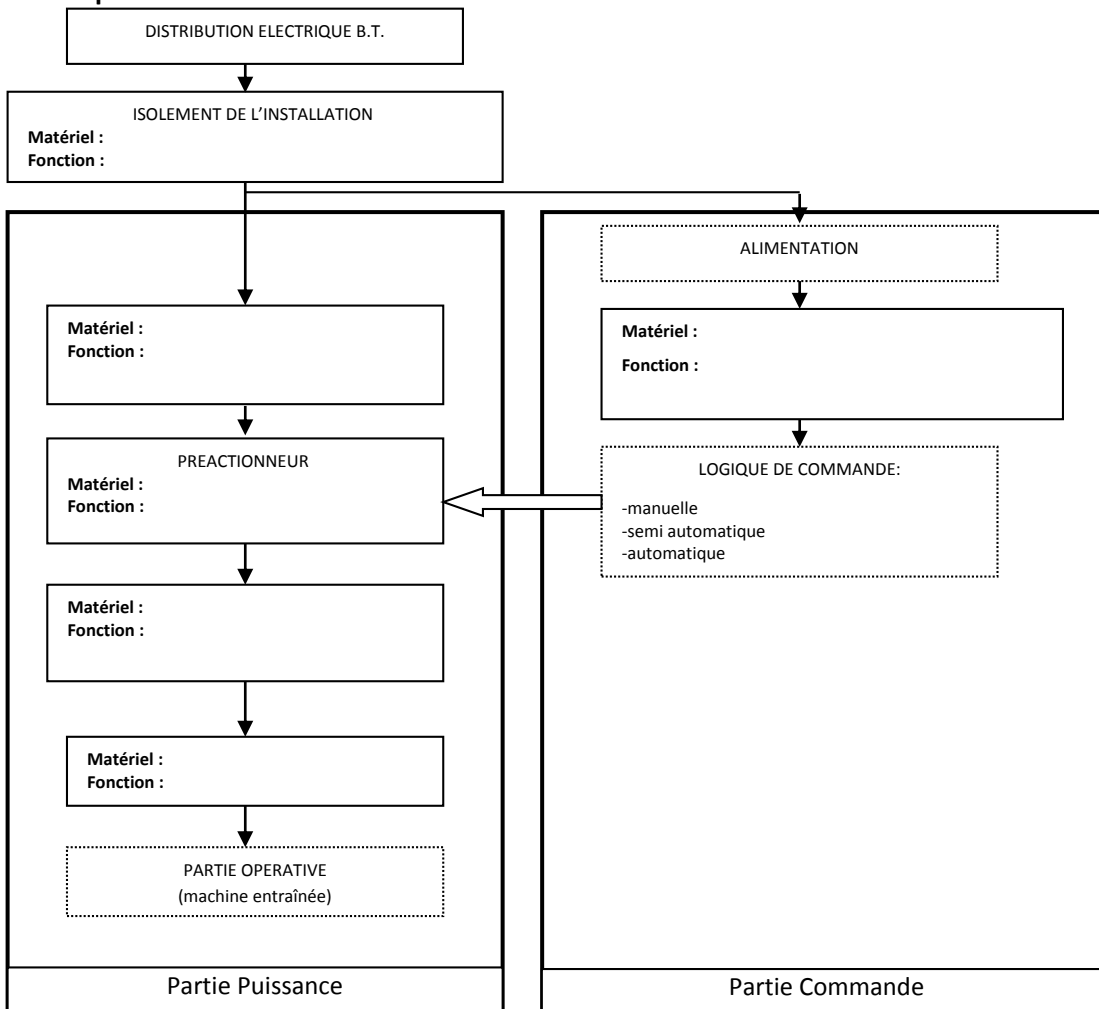 DISTRIBUTION ELECTRIQUE B.T.
ISOLEMENT DE L’INSTALLATION
Matériel :
Fonction :
Matériel :
Fonction :
PREACTIONNEUR
Matériel :
Fonction :
Matériel :
Fonction :
Matériel :
Fonction :
PARTIE OPERATIVE
(machine entraînée)
Partie Puissance
ALIMENTATION
Matériel :
Fonction :
LOGIQUE DE COMMANDE:
-manuelle
-semi automatique
-automatique
Partie Commande